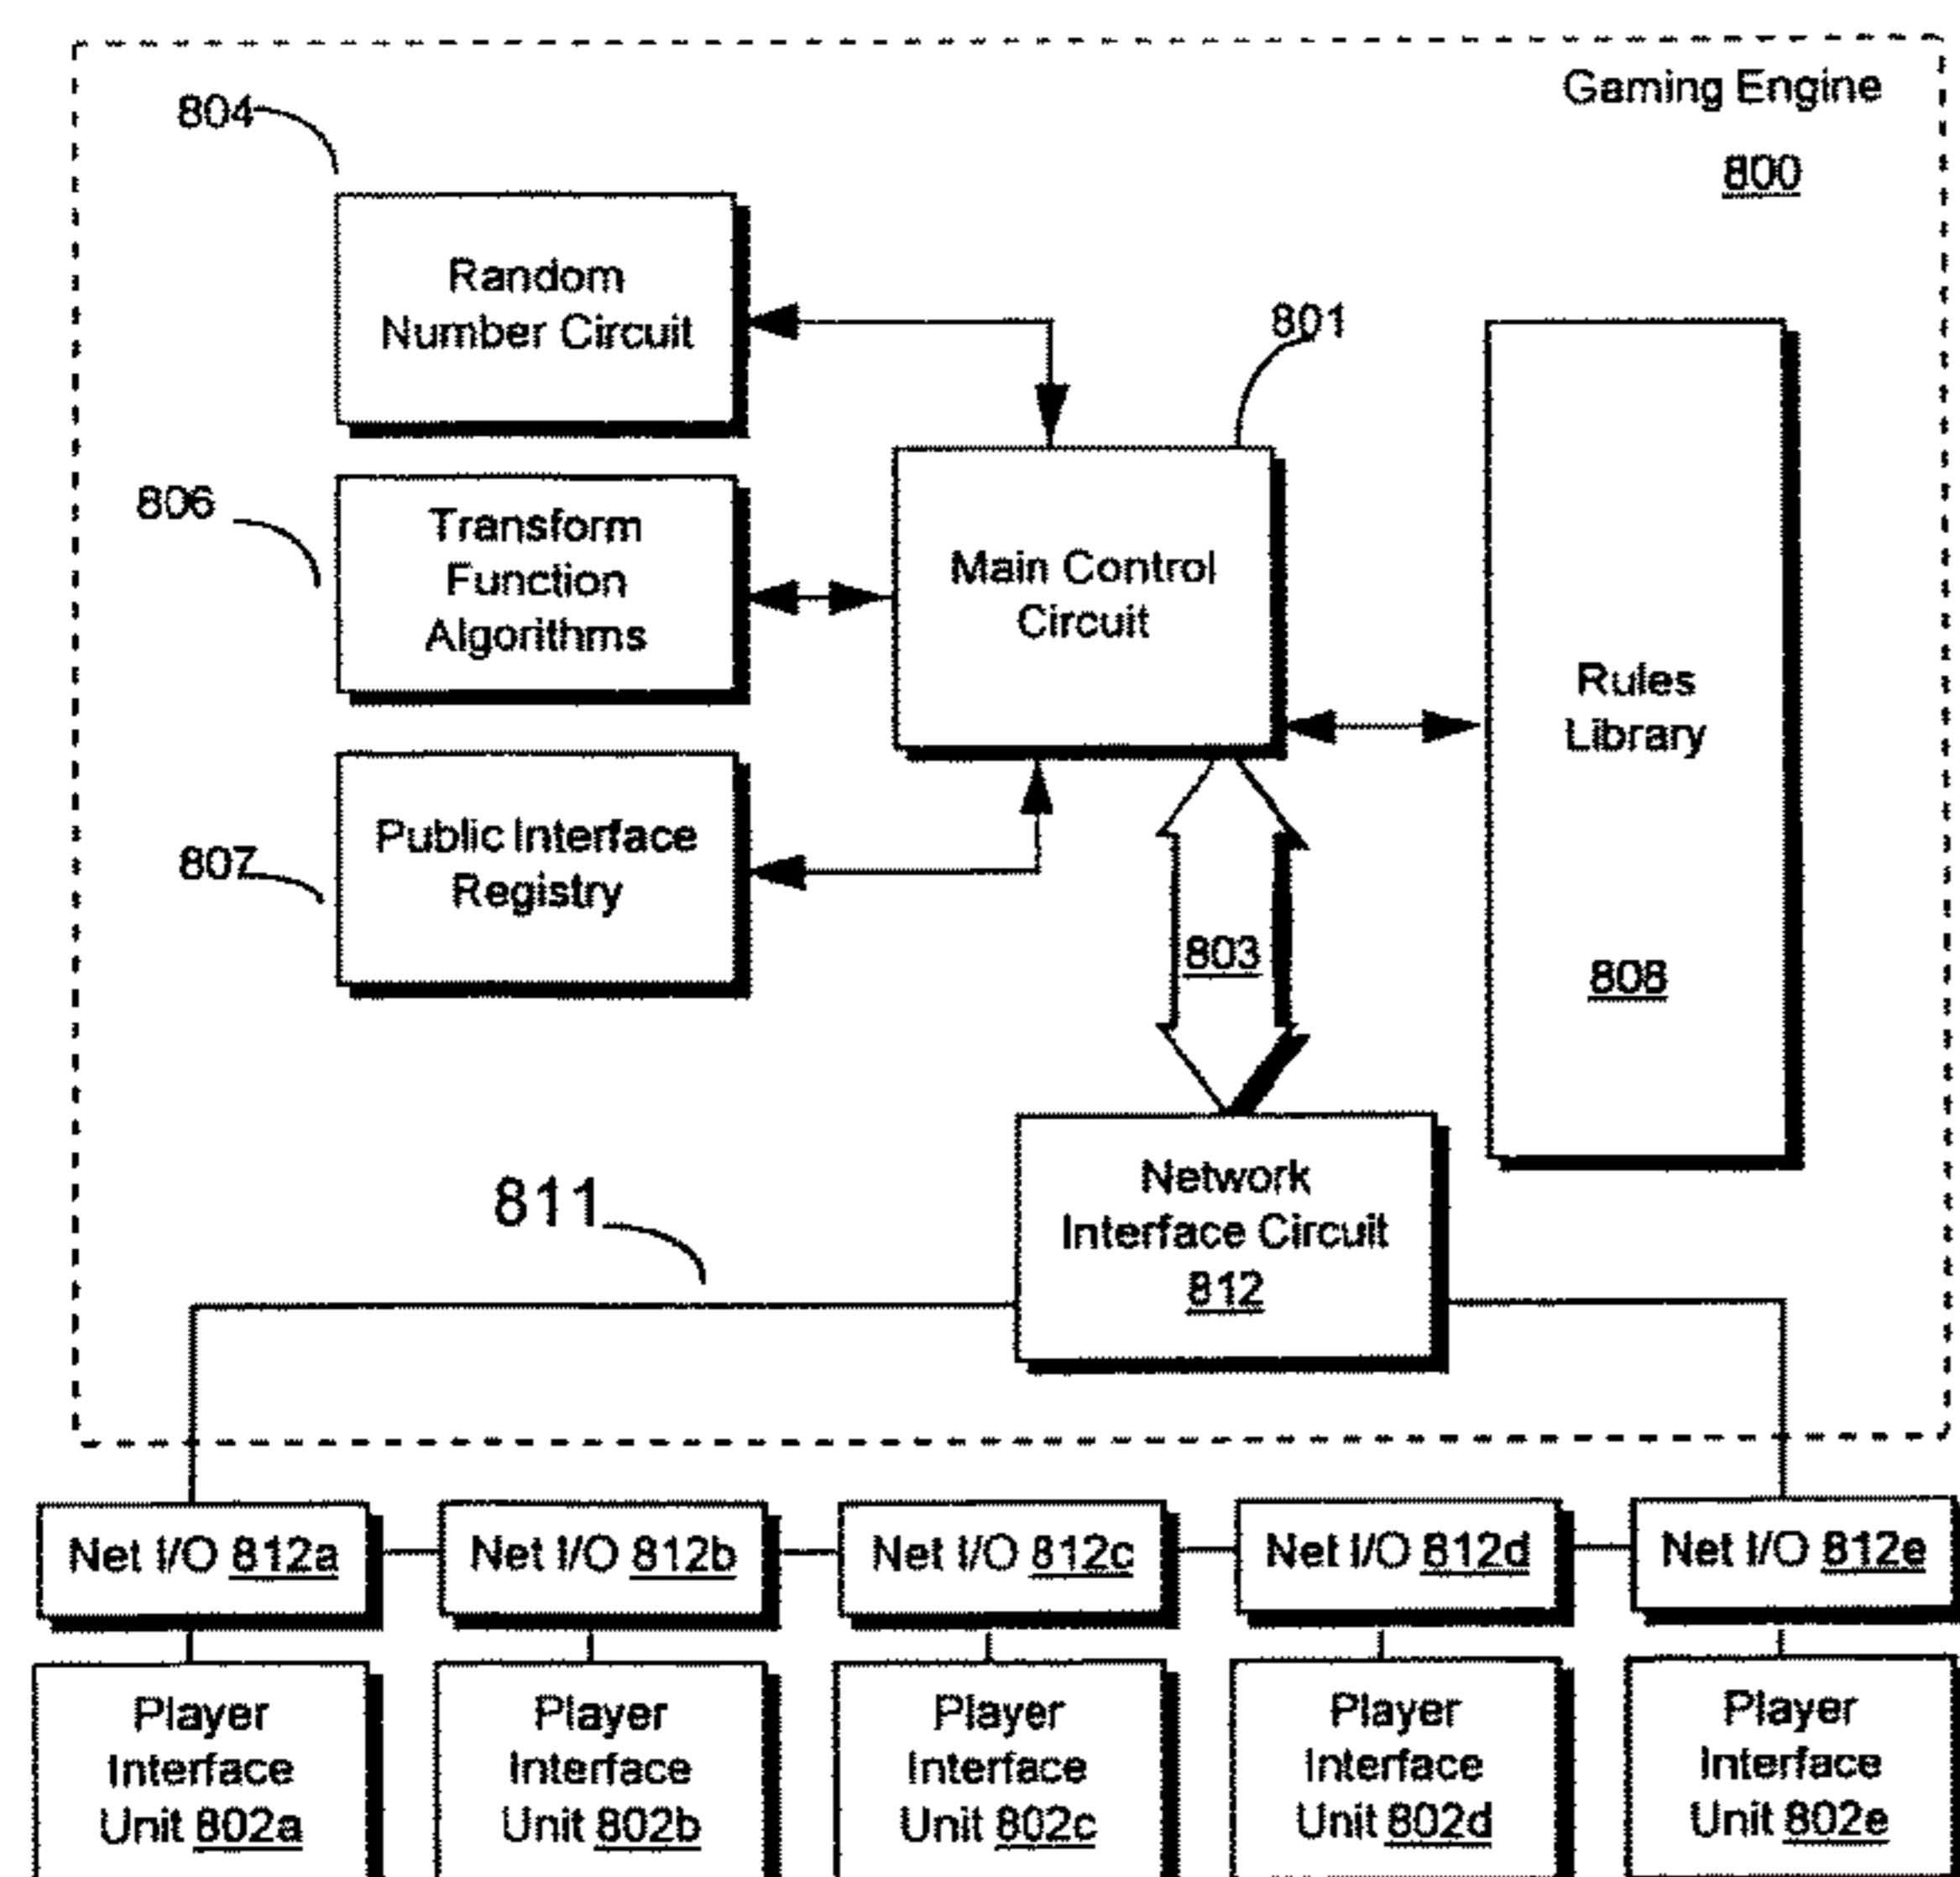 Gaming Engine
800
804
Random
Number Circuit
801
806
Transform
Function
Algorithms
Main Control
Circuit
Rules
Library
808
807
Public Interface
Registry
803
811
Network
Interface Circuit
812
Net I/O 812a
Net I/O 812b
Net I/O 812c
Net I/O 812d
Net I/O 812e
Player
Interface
Unit 802a
Player
Interface
Unit 802b
Player
Interface
Unit 802c
Player
Interface
Unit 802d
Player
Interface
Unit 802e